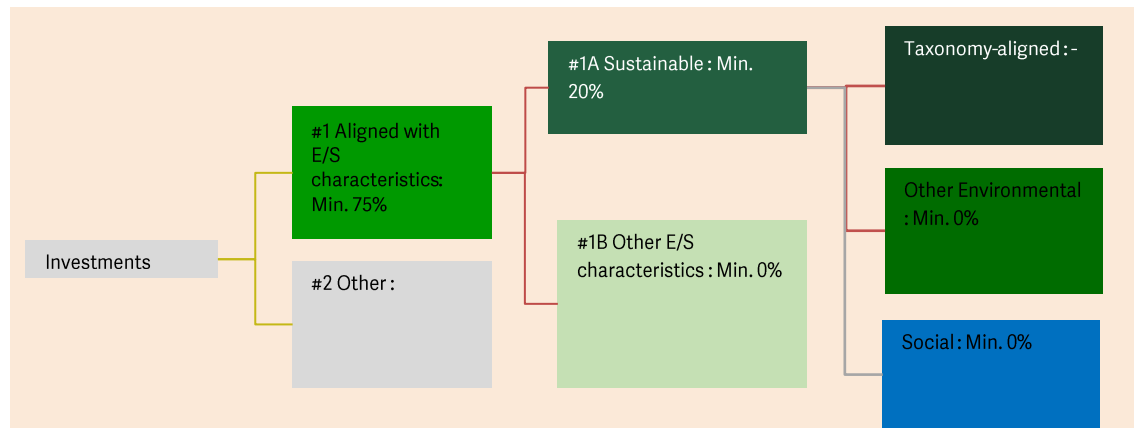 Investments
#1 Aligned with
E/S
characteristics:
Min. 75%
#2 Other :
#1A Sustainable : Min.
20%
#1B Other E/S
characteristics : Min. 0%
Taxonomy-aligned : -
Other Environmental
: Min. 0%
Social : Min. 0%